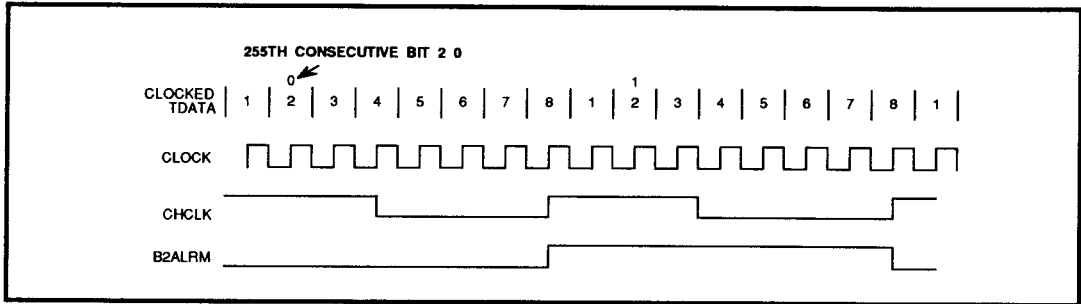 255TH CONSECUTIVE BIT 2 0
0 1
CLOCKED TDATA 1 2 3 4 5 6 7 8 1 2 3 4 5 6 7 8 1
CLOCK
CHCLK
B2ALRM